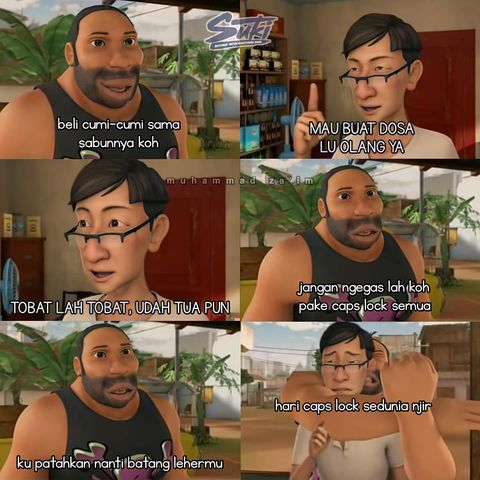 SUKI
beli cumi-cumi sama
sabunnya koh
MAU BUAT DOSA
LU OLANG YA
muhammad iza'im
TOBAT LAH TOBAT, UDAH TUA PUN
jangan ngegas lah koh
pake caps lock semua
ku patahkan nanti batang lehermu
hari caps lock sedunia njir